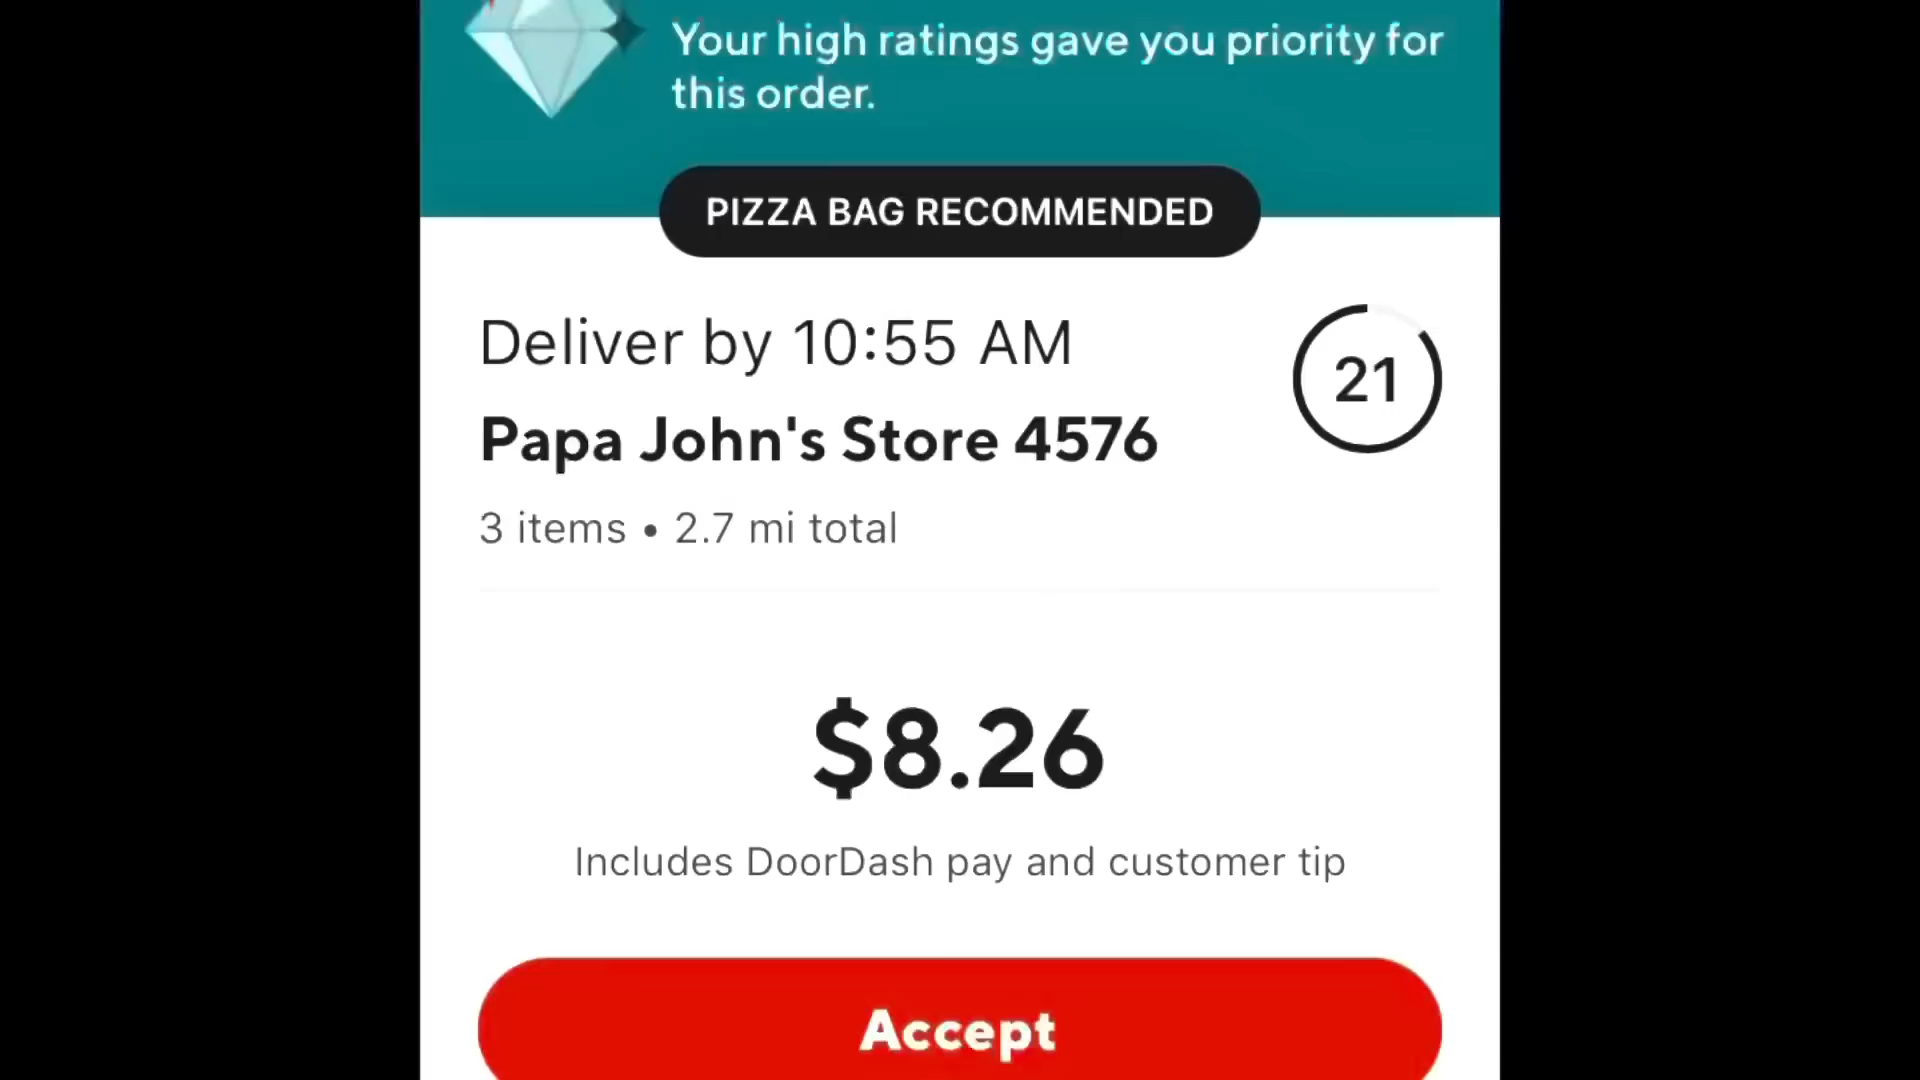 Your high ratings gave you priority for
this order.
PIZZA BAG RECOMMENDED
Deliver by 10:55 AM
21
Papa John's Store 4576
3 items • 2.7 mi total
$8.26
Includes DoorDash pay and customer tip
Accept